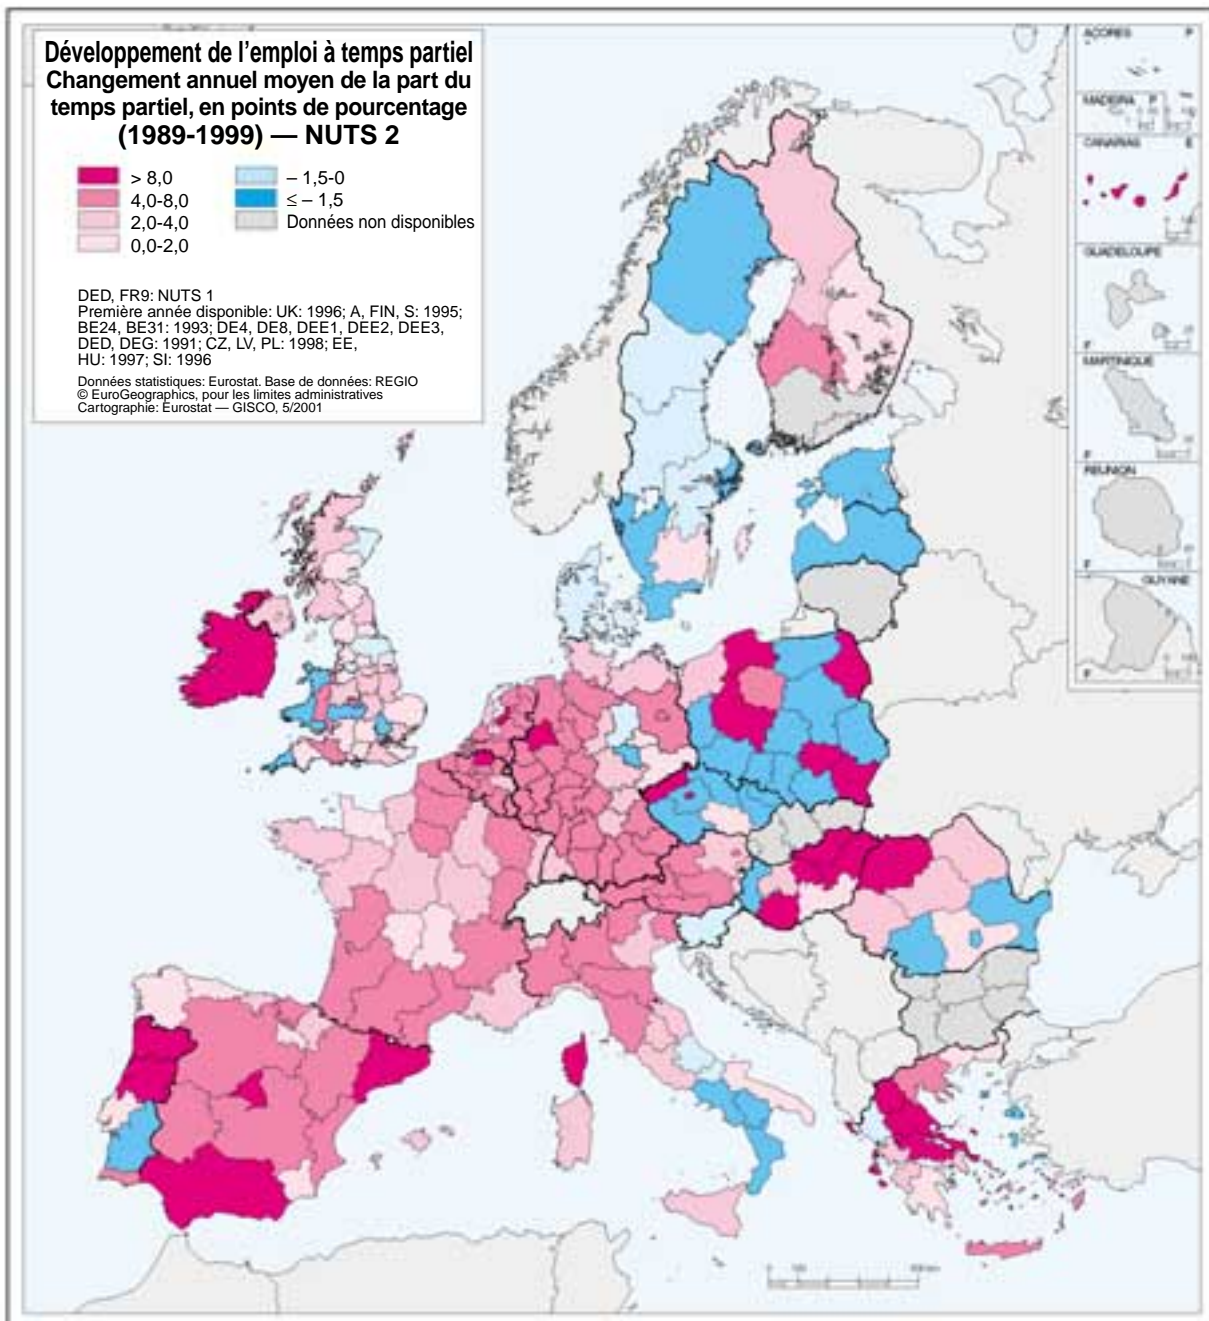 Développement de l’emploi à temps partiel
Changement annuel moyen de la part du
temps partiel, en points de pourcentage
(1989-1999) — NUTS 2
> 8,0
4,0-8,0
2,0-4,0
0,0-2,0
– 1,5-0
≤ – 1,5
Données non disponibles
DED, FR9: NUTS 1
Première année disponible: UK: 1996; A, FIN, S: 1995;
BE24, BE31: 1993; DE4, DE8, DEE1, DEE2, DEE3,
DED, DEG: 1991; CZ, LV, PL: 1998; EE,
HU: 1997; SI: 1996
Données statistiques: Eurostat. Base de données: REGIO
© EuroGeographics, pour les limites administratives
Cartographie: Eurostat — GISCO, 5/2001
AÇORES P
MADEIRA P
CANARIAS E
GUADELOUPE
F
MARTINIQUE
F
REUNION
F
GUYANE
F